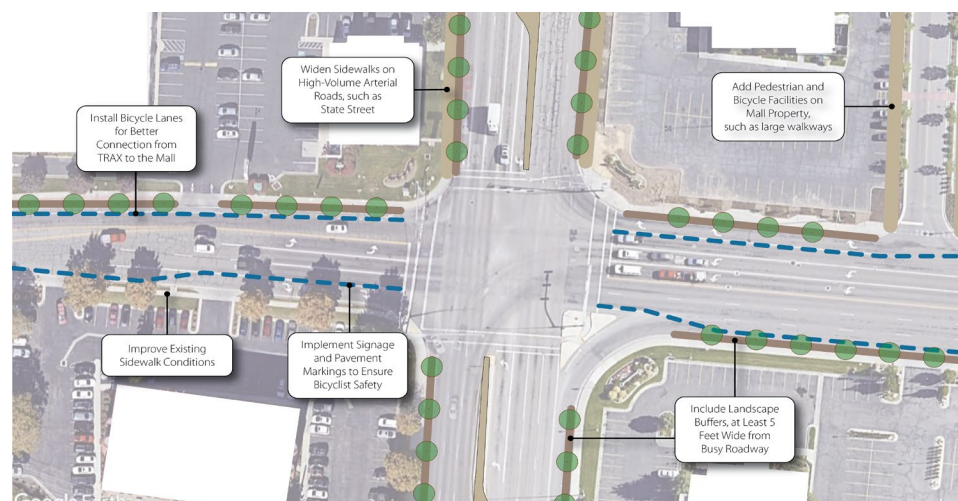 Widen Sidewalks on
High-Volume Arterial
Roads, such as
State Street
Add Pedestrian and
Bicycle Facilities on
Mall Property,
such as large walkways
Install Bicycle Lanes
for Better
Connection from
TRAX to the Mall
Improve Existing
Sidewalk Conditions
Implement Signage
and Pavement
Markings to Ensure
Bicyclist Safety
Include Landscape
Buffers, at Least 5
Feet Wide from
Busy Roadway
Google Earth